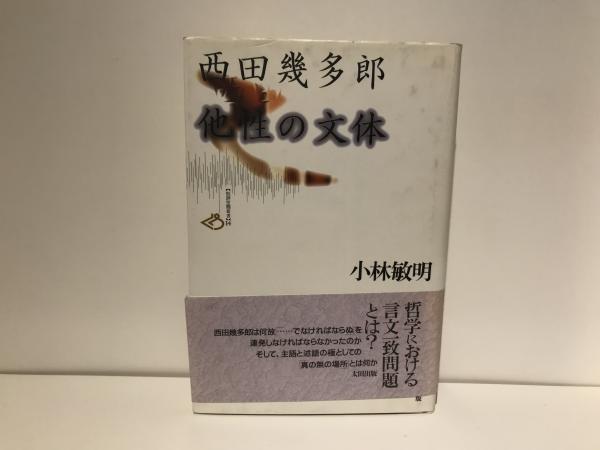 西田幾多郎
他性の文体
小林敏明
哲学における
言文一致問題
とは?
西田幾多郎は何故「……でなければならぬ」を
連発しなければならなかったのか
そして、主語と述語の極としての
「真の無の場所」とは何か
太田出版
版